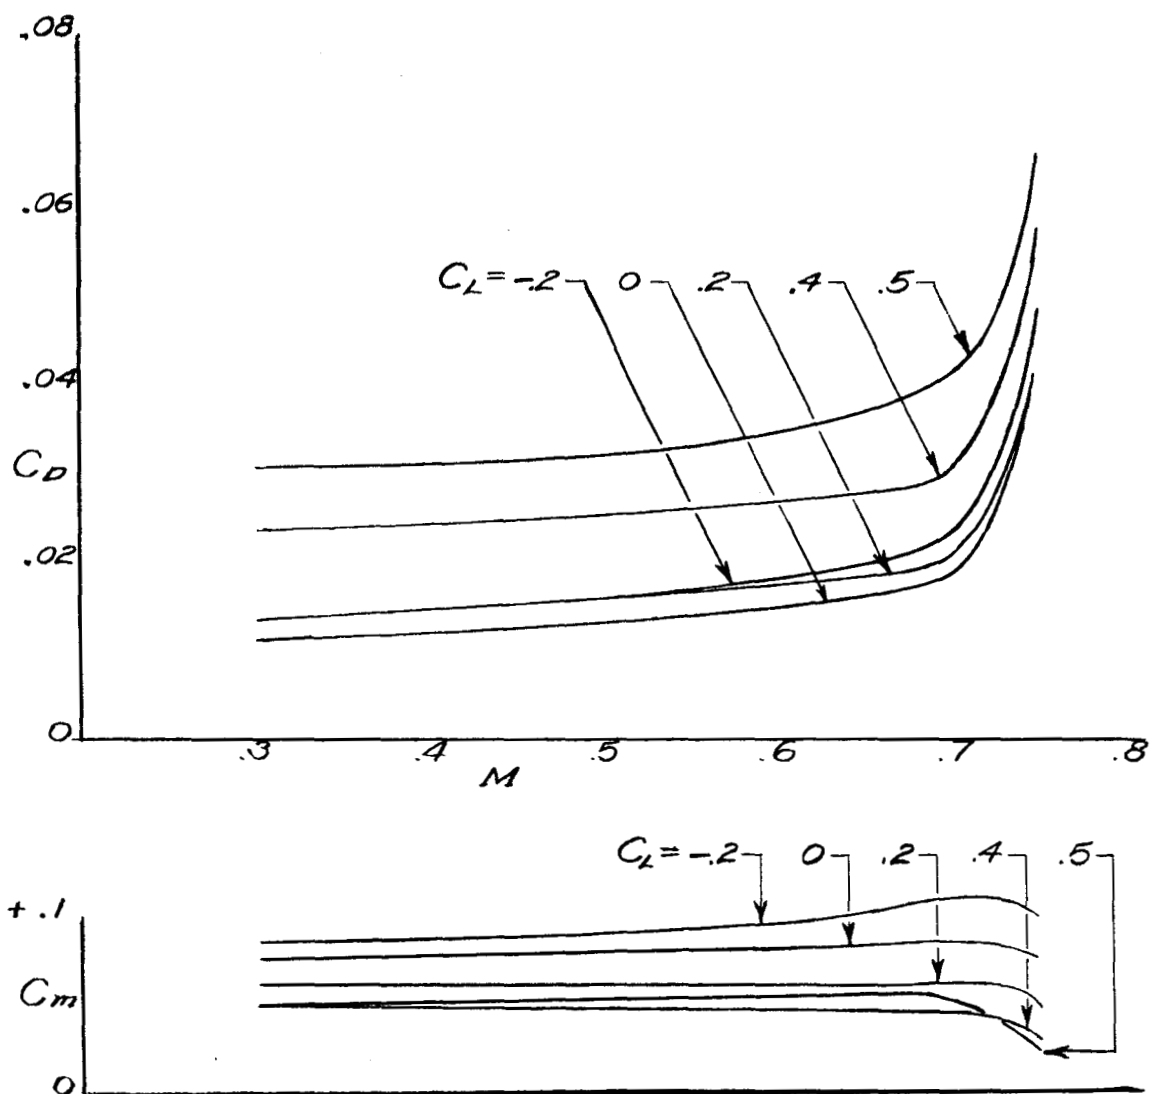 .08
.06
C_L = -.2 0 .2 .4 .5
.04
C_D
.02
0
.3 .4 .5 .6 .7 .8
M
C_L = -.2 0 .2 .4 .5
+.1
C_m
0